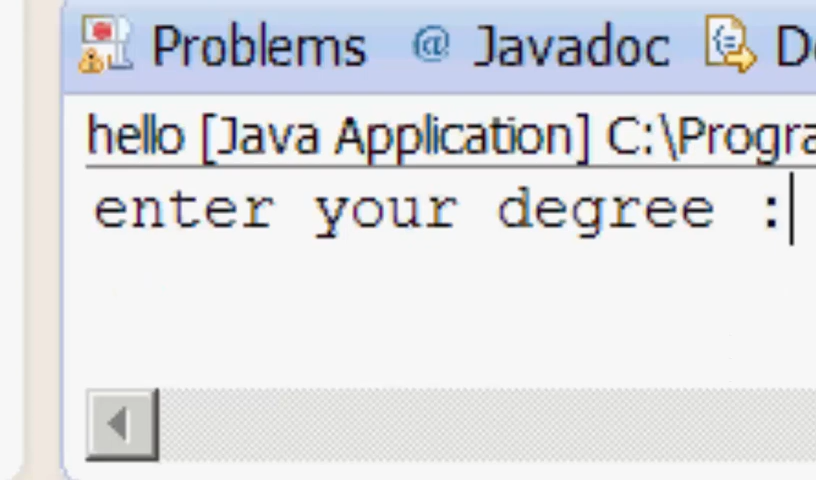 Problems @ Javadoc
hello [Java Application] C:\Progra
enter your degree :